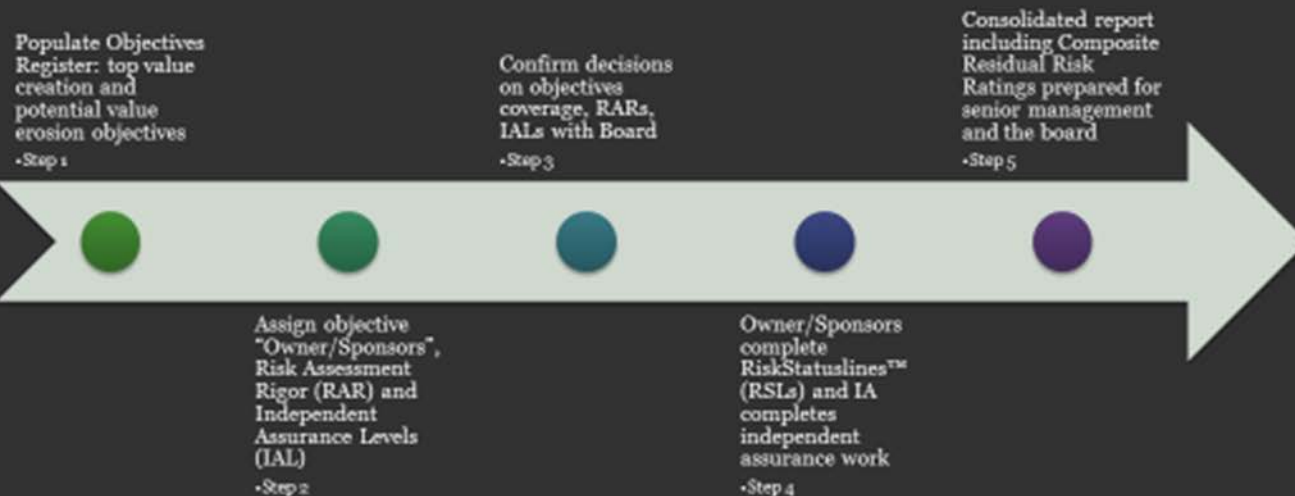 Populate Objectives
Register: top value
creation and
potential value
erosion objectives
•Step 1
Assign objective
“Owner/Sponsors”,
Risk Assessment
Rigor (RAR) and
Independent
Assurance Levels
(IAL)
•Step 2
Confirm decisions
on objectives
coverage, RARs,
IALs with Board
•Step 3
Owner/Sponsors
complete
RiskStatuslines™
(RSLs) and IA
completes
independent
assurance work
•Step 4
Consolidated report
including Composite
Residual Risk
Ratings prepared for
senior management
and the board
•Step 5